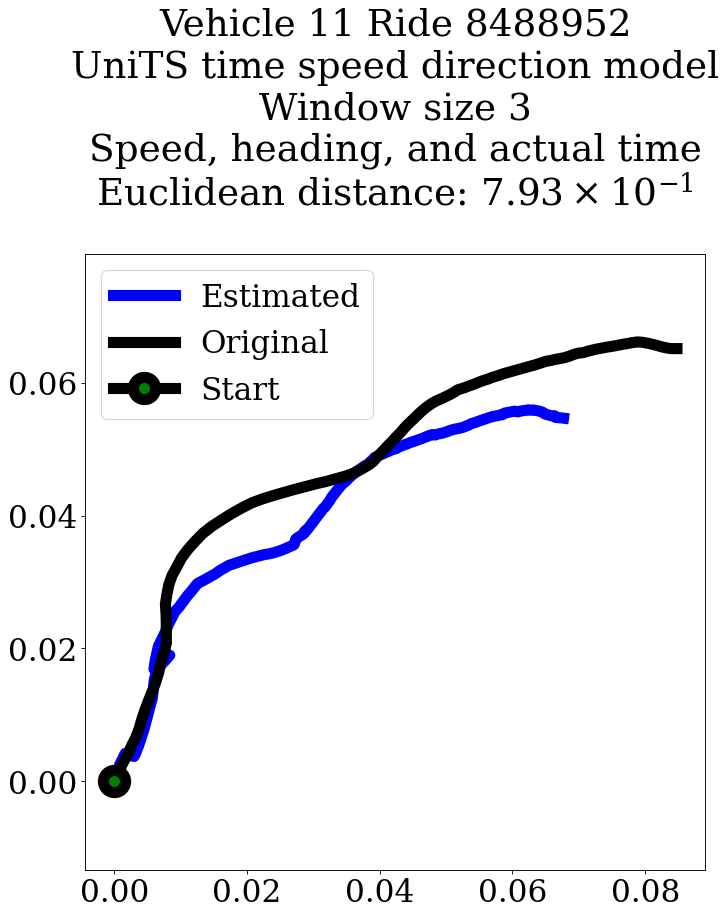 Vehicle 11 Ride 8488952
UniTS time speed direction model
Window size 3
Speed, heading, and actual time
Euclidean distance: 7.93 × 10⁻¹
Estimated
Original
Start
0.06
0.04
0.02
0.00
0.00 0.02 0.04 0.06 0.08